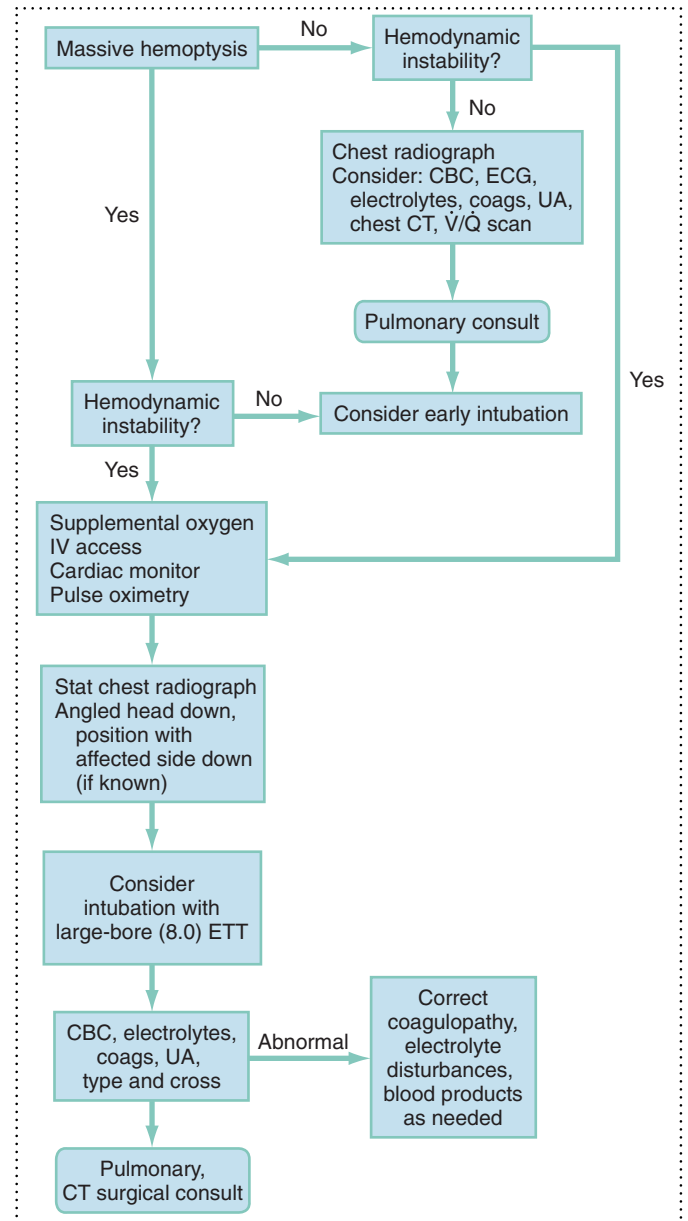 Massive hemoptysis
No
Hemodynamic
instability?
No
Chest radiograph
Consider: CBC, ECG,
electrolytes, coags, UA,
chest CT, V̇/Q̇ scan
Yes
Pulmonary consult
Yes
Hemodynamic
instability?
No
Consider early intubation
Yes
Supplemental oxygen
IV access
Cardiac monitor
Pulse oximetry
Stat chest radiograph
Angled head down,
position with
affected side down
(if known)
Consider
intubation with
large-bore (8.0) ETT
CBC, electrolytes,
coags, UA,
type and cross
Abnormal
Correct
coagulopathy,
electrolyte
disturbances,
blood products
as needed
Pulmonary,
CT surgical consult